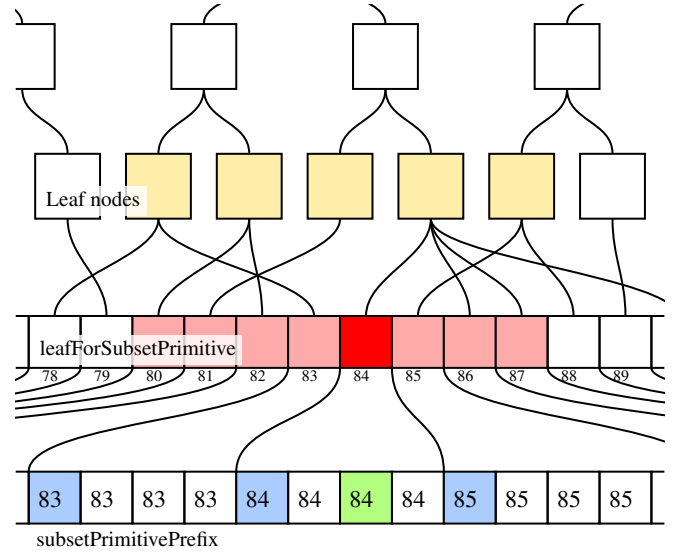 Leaf nodes
leafForSubsetPrimitive
78 79 80 81 82 83 84 85 86 87 88 89
83 83 83 83 84 84 84 84 85 85 85 85
subsetPrimitivePrefix